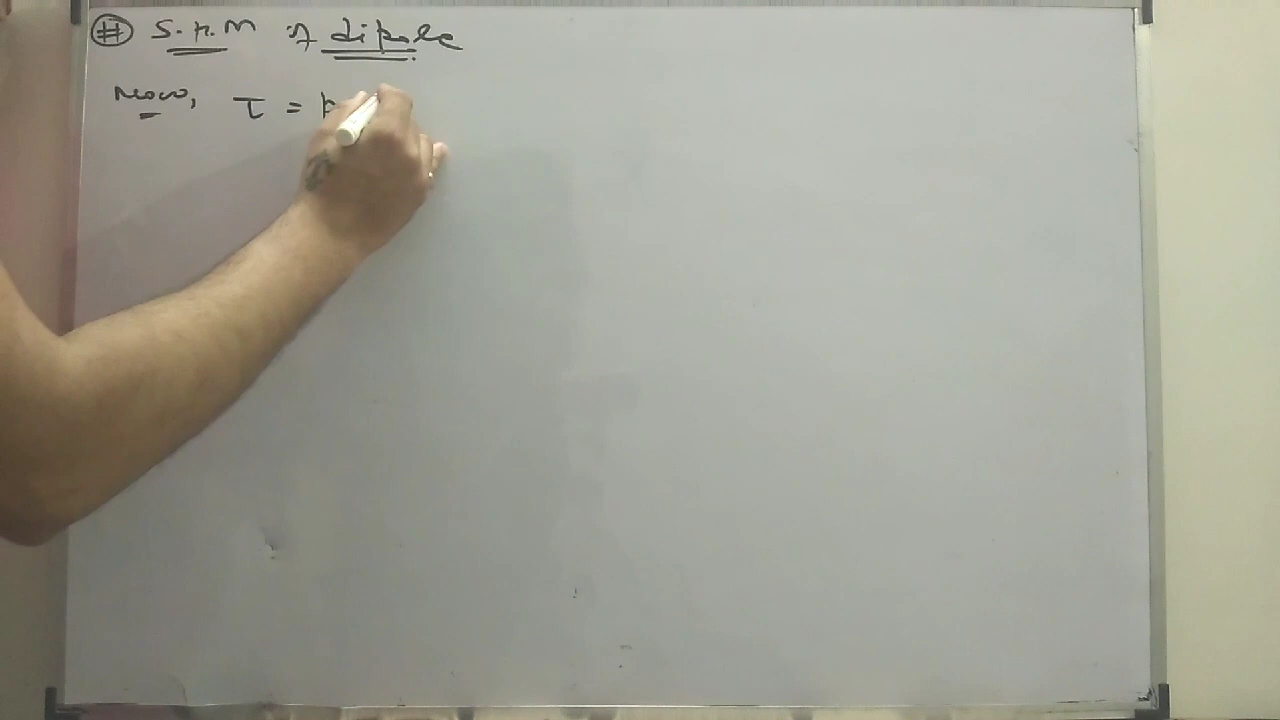 # S.H.M of dipole
Now, τ = p